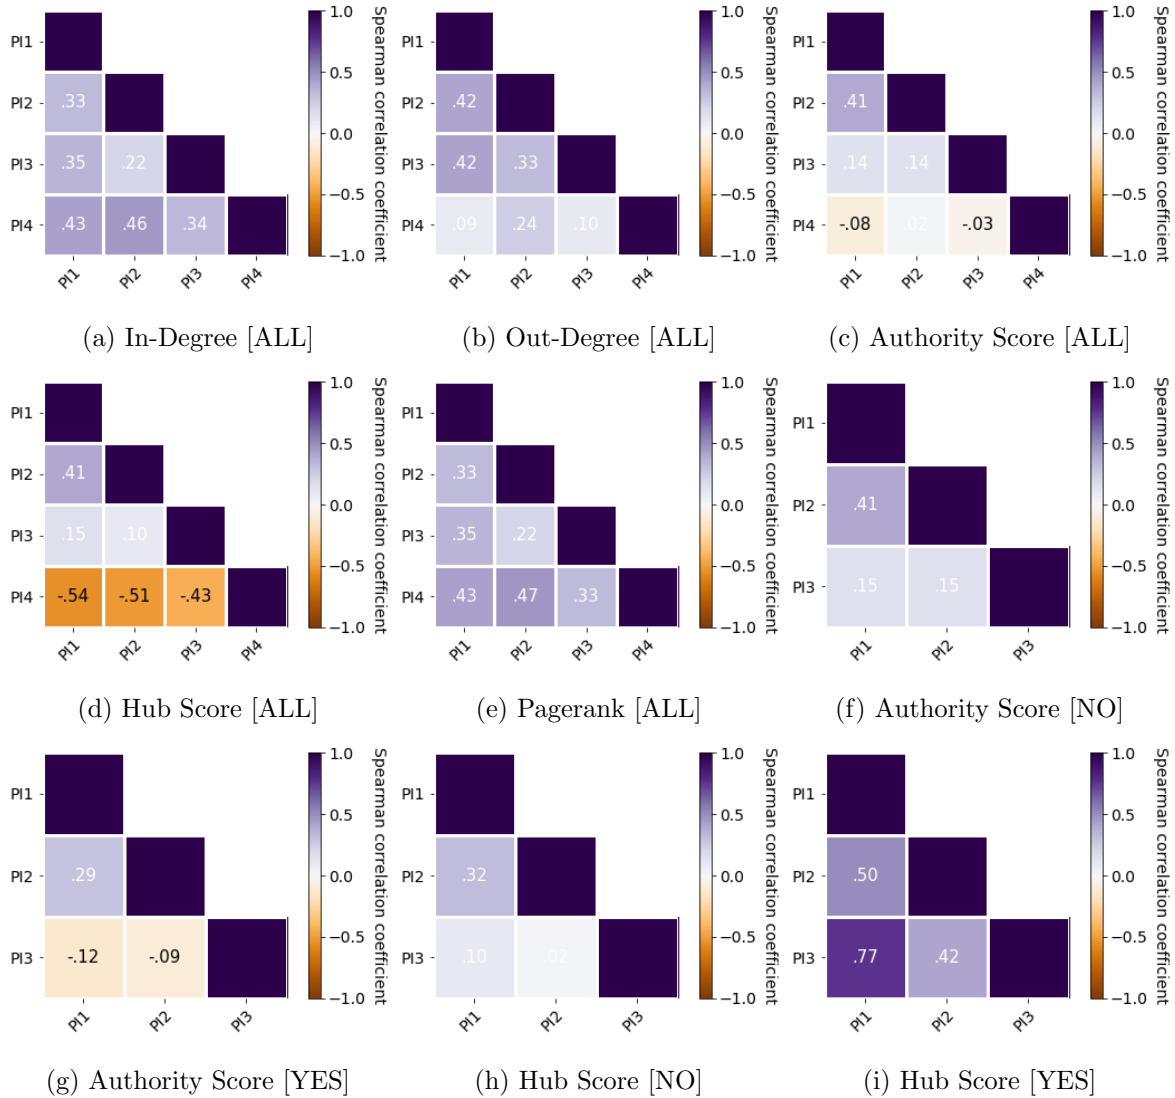 PI1
PI2
.33
PI3
.35 .22
PI4
.43 .46 .34
PI1 PI2 PI3 PI4
1.0
0.5
0.0
−0.5
−1.0
Spearman correlation coefficient
(a) In-Degree [ALL]
PI1
PI2
.42
PI3
.42 .33
PI4
.09 .24 .10
PI1 PI2 PI3 PI4
1.0
0.5
0.0
−0.5
−1.0
Spearman correlation coefficient
(b) Out-Degree [ALL]
PI1
PI2
.41
PI3
.14 .14
PI4
-.08 .02 -.03
PI1 PI2 PI3 PI4
1.0
0.5
0.0
−0.5
−1.0
Spearman correlation coefficient
(c) Authority Score [ALL]
PI1
PI2
.41
PI3
.15 .10
PI4
-.54 -.51 -.43
PI1 PI2 PI3 PI4
1.0
0.5
0.0
−0.5
−1.0
Spearman correlation coefficient
(d) Hub Score [ALL]
PI1
PI2
.33
PI3
.35 .22
PI4
.43 .47 .33
PI1 PI2 PI3 PI4
1.0
0.5
0.0
−0.5
−1.0
Spearman correlation coefficient
(e) Pagerank [ALL]
PI1
PI2
.41
PI3
.15 .15
PI1 PI2 PI3
1.0
0.5
0.0
−0.5
−1.0
Spearman correlation coefficient
(f) Authority Score [NO]
PI1
PI2
.29
PI3
-.12 -.09
PI1 PI2 PI3
1.0
0.5
0.0
−0.5
−1.0
Spearman correlation coefficient
(g) Authority Score [YES]
PI1
PI2
.32
PI3
.10 .02
PI1 PI2 PI3
1.0
0.5
0.0
−0.5
−1.0
Spearman correlation coefficient
(h) Hub Score [NO]
PI1
PI2
.50
PI3
.77 .42
PI1 PI2 PI3
1.0
0.5
0.0
−0.5
−1.0
Spearman correlation coefficient
(i) Hub Score [YES]